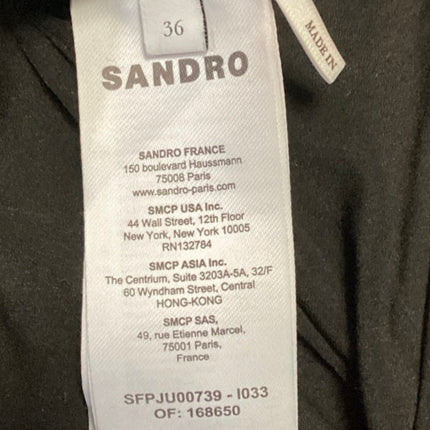 36
MADE IN
SANDRO
SANDRO FRANCE
150 boulevard Haussmann
75008 Paris
www.sandro-paris.com
SMCP USA Inc.
44 Wall Street, 12th Floor
New York, New York 10005
RN132784
SMCP ASIA Inc.
The Centrium, Suite 3203A-5A, 32/F
60 Wyndham Street, Central
HONG-KONG
SMCP SAS,
49, rue Etienne Marcel,
75001 Paris,
France
SFPJU00739 - I033
OF: 168650